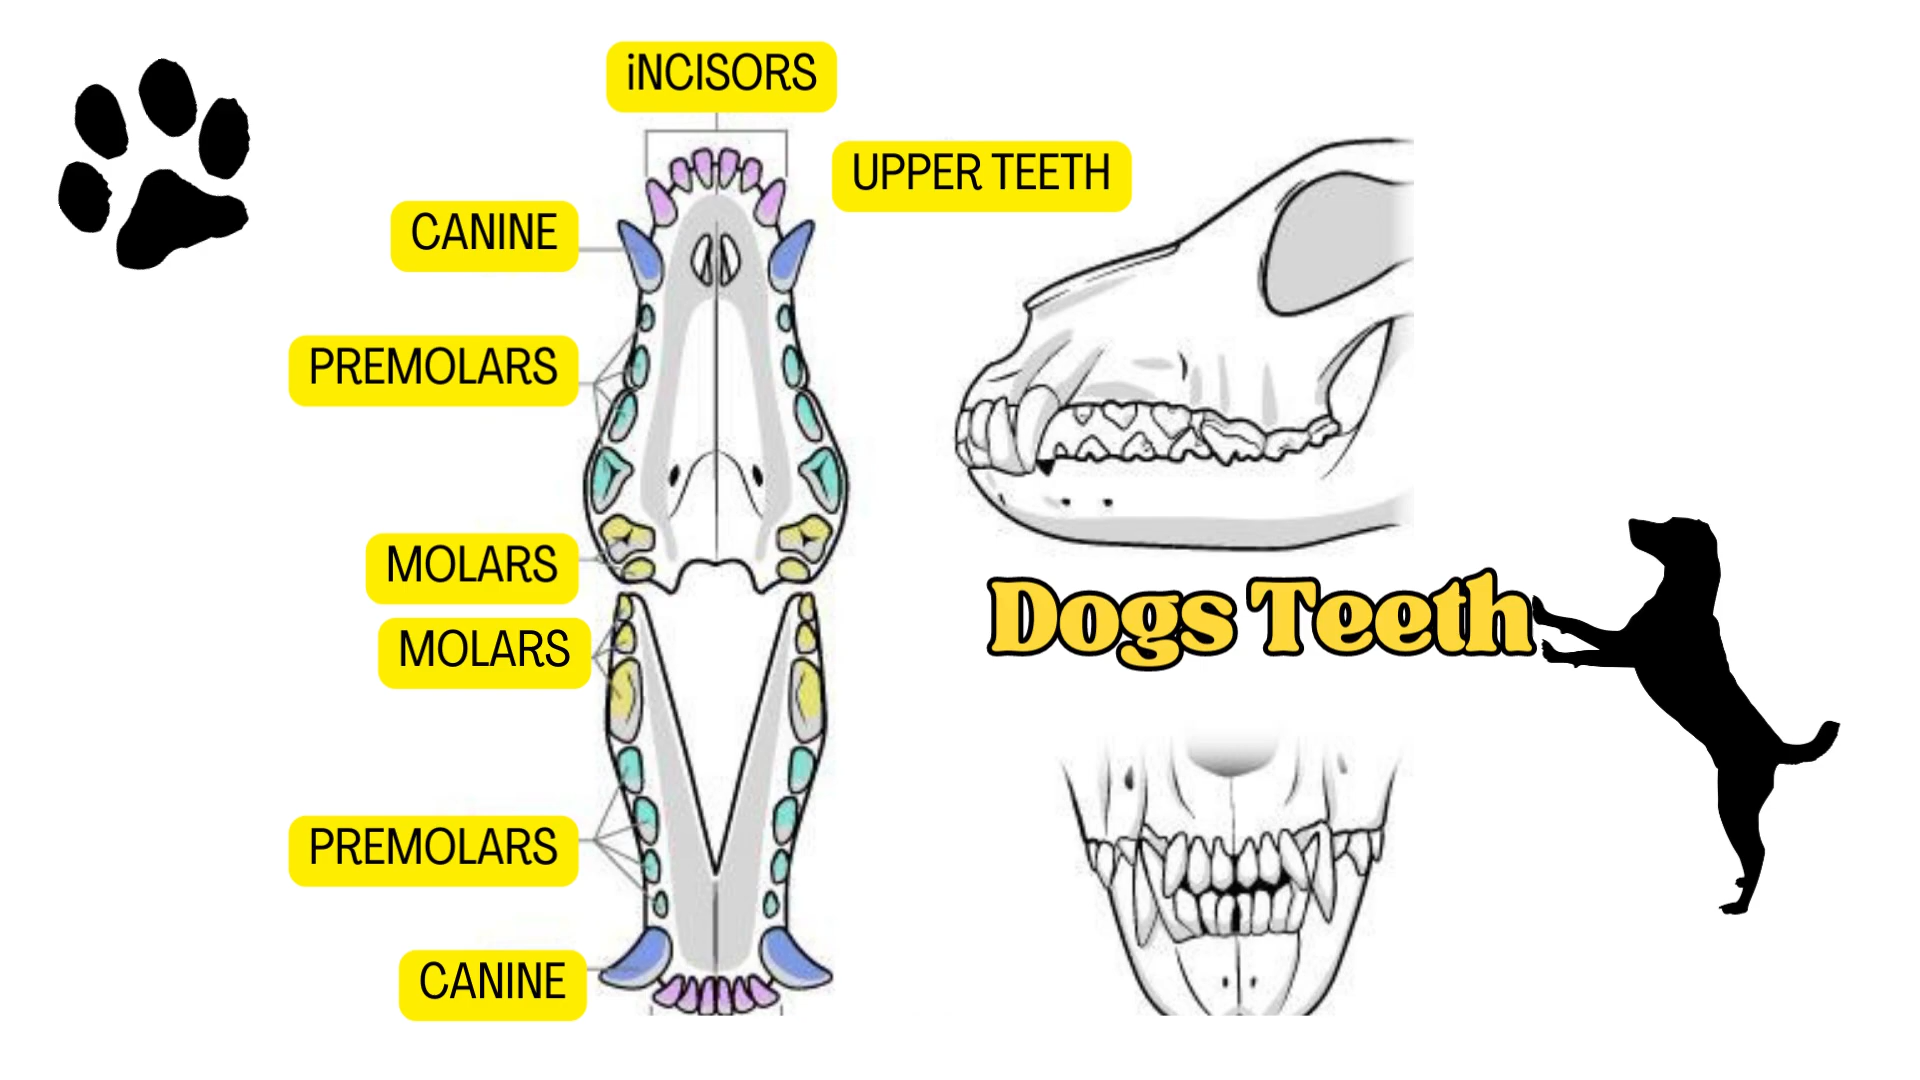 iNCISORS
UPPER TEETH
CANINE
PREMOLARS
MOLARS
MOLARS
Dogs Teeth
PREMOLARS
CANINE